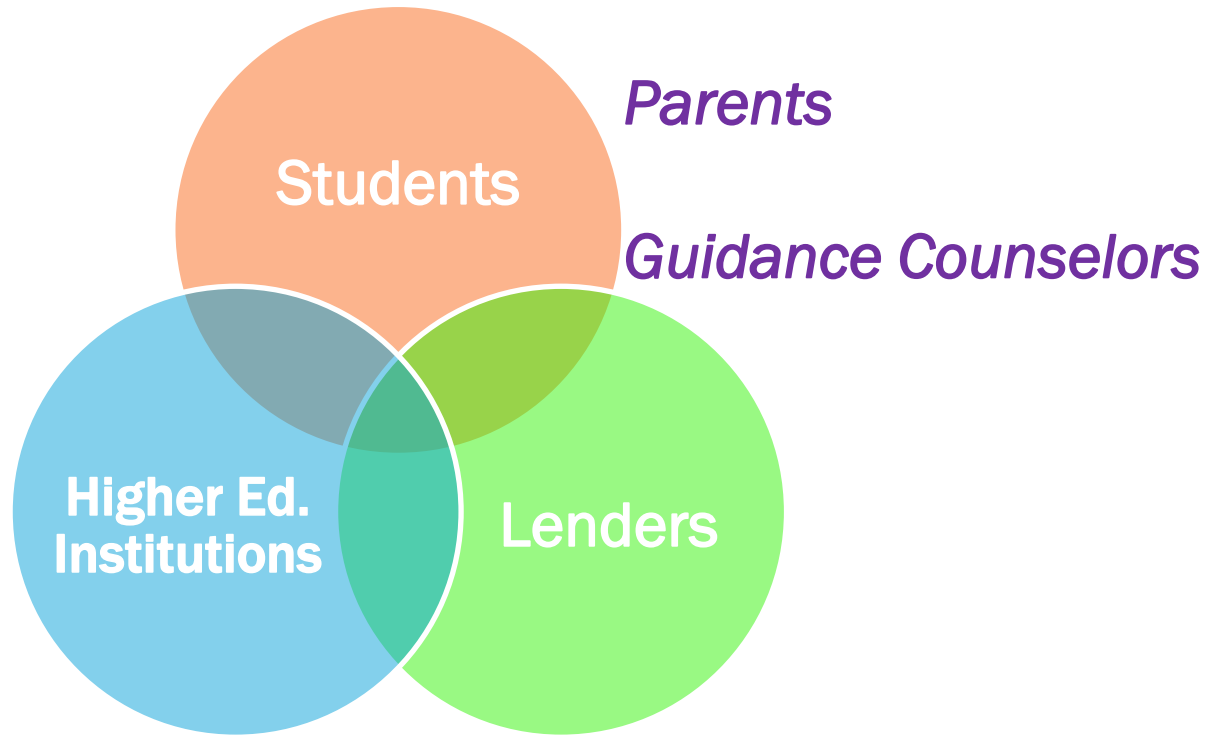 Parents
Students
Guidance Counselors
Higher Ed.
Institutions
Lenders